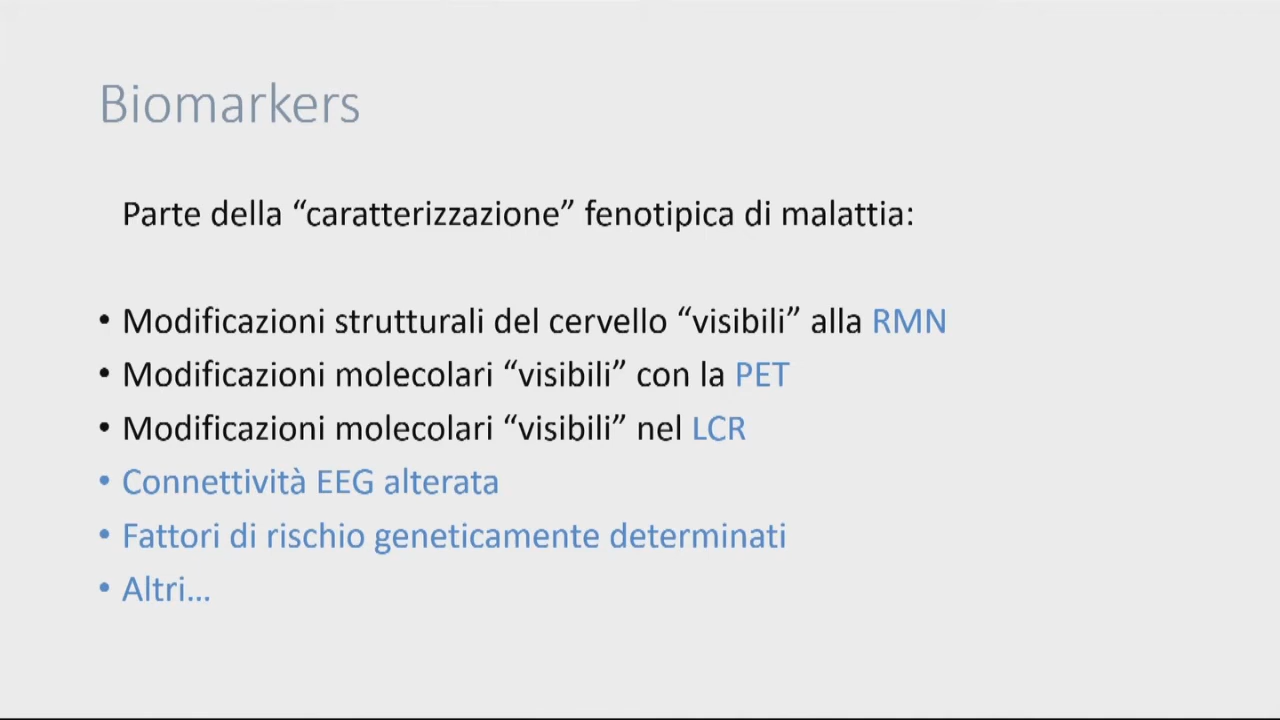 Biomarkers
Parte della “caratterizzazione” fenotipica di malattia:
• Modificazioni strutturali del cervello “visibili” alla RMN
• Modificazioni molecolari “visibili” con la PET
• Modificazioni molecolari “visibili” nel LCR
• Connettività EEG alterata
• Fattori di rischio geneticamente determinati
• Altri…